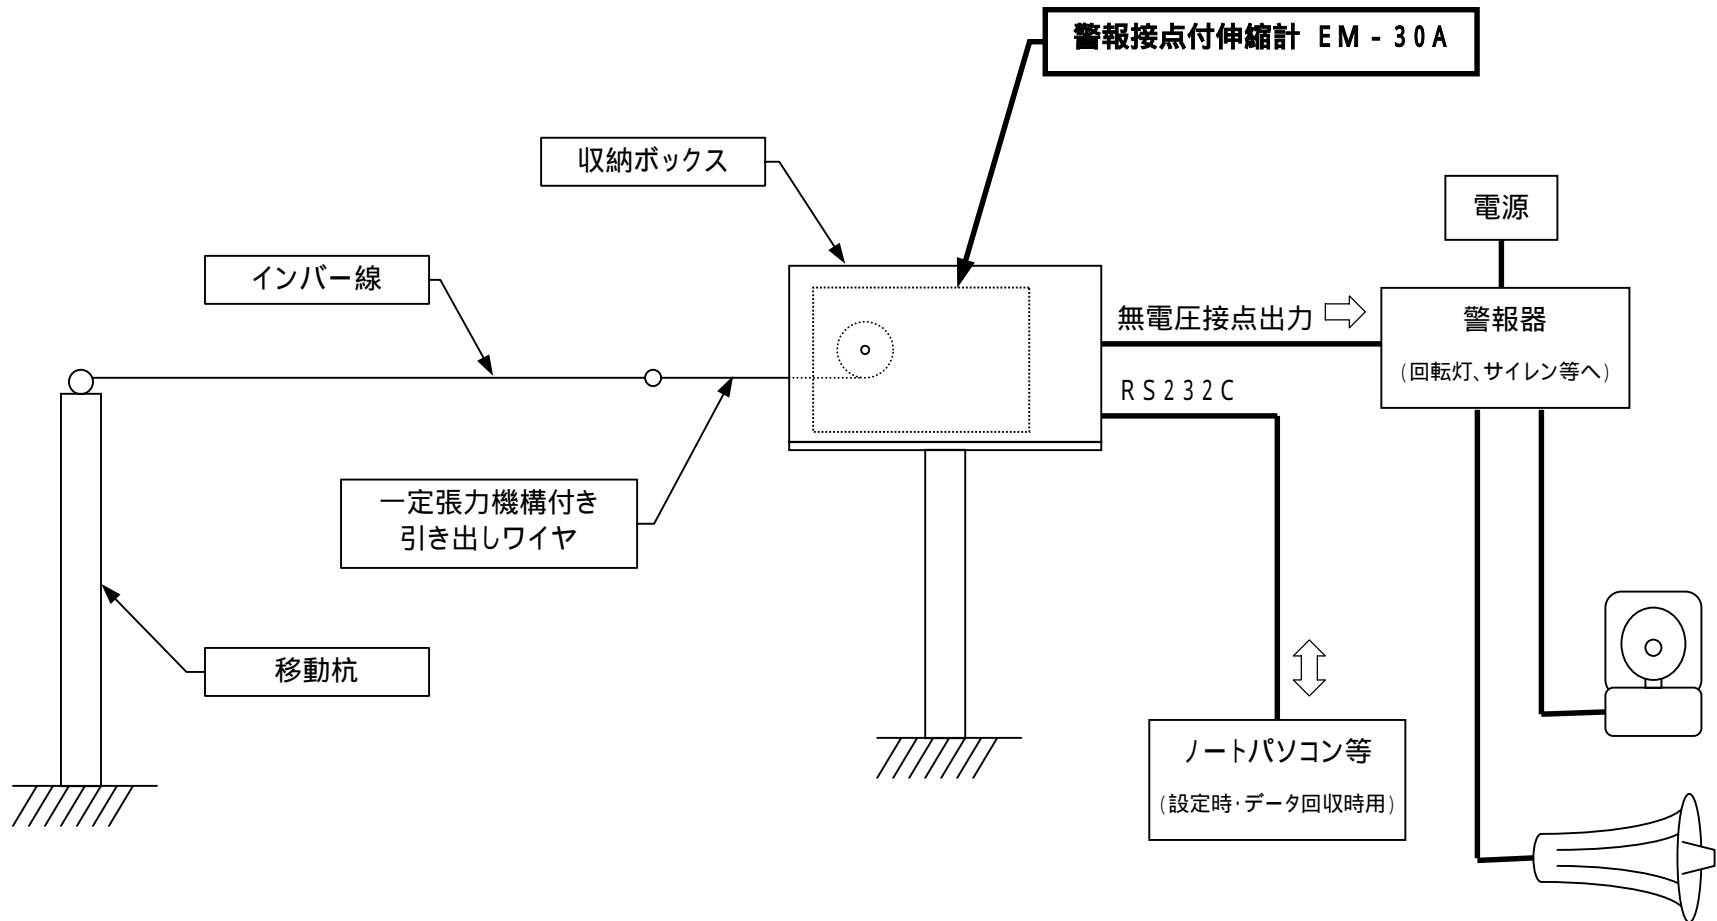 警報接点付伸縮計 EM-30A
収納ボックス
電源
インバー線
無電圧接点出力
警報器
(回転灯、サイレン等へ)
RS232C
一定張力機構付き
引き出しワイヤ
移動杭
ノートパソコン等
(設定時・データ回収時用)